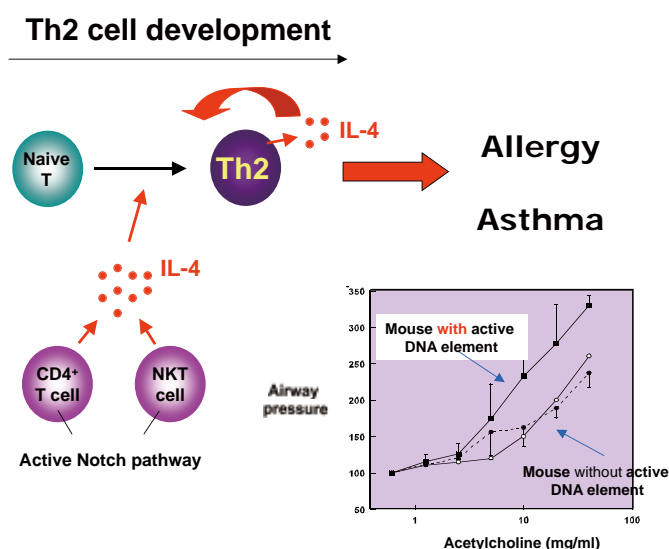 Th2 cell development
IL-4
Naive
T
Th2
Allergy
Asthma
IL-4
CD4+
T cell
NKT
cell
Active Notch pathway
Airway
pressure
350
300
250
200
150
100
50
Mouse with active
DNA element
Mouse without active
DNA element
1
10
100
Acetylcholine (mg/ml)